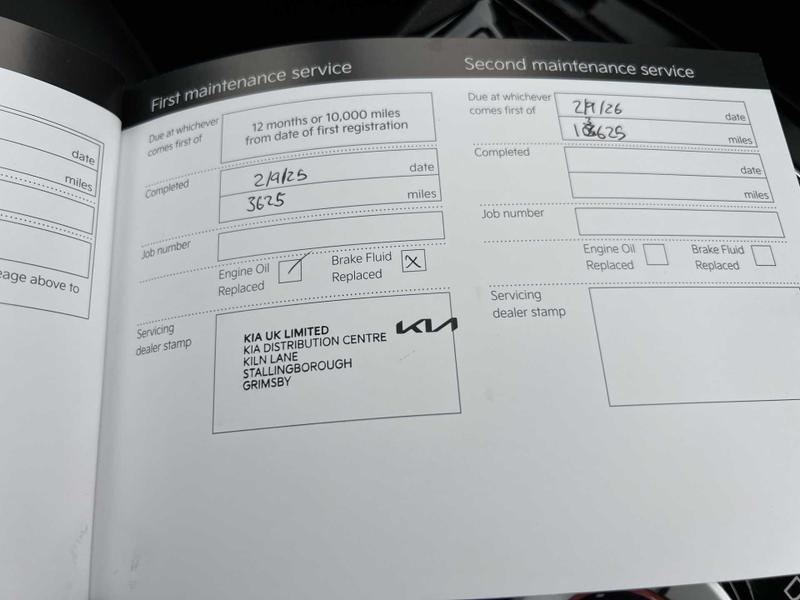 date
miles
eage above to
First maintenance service
Due at whichever
comes first of
12 months or 10,000 miles
from date of first registration
Completed
2/9/25 date
3625 miles
Job number
Engine Oil
Replaced
Brake Fluid
Replaced
Servicing
dealer stamp
KIA
KIA UK LIMITED
KIA DISTRIBUTION CENTRE
KILN LANE
STALLINGBOROUGH
GRIMSBY
Second maintenance service
Due at whichever
comes first of
date
miles
Completed
date
miles
Job number
Engine Oil
Replaced
Brake Fluid
Replaced
Servicing
dealer stamp